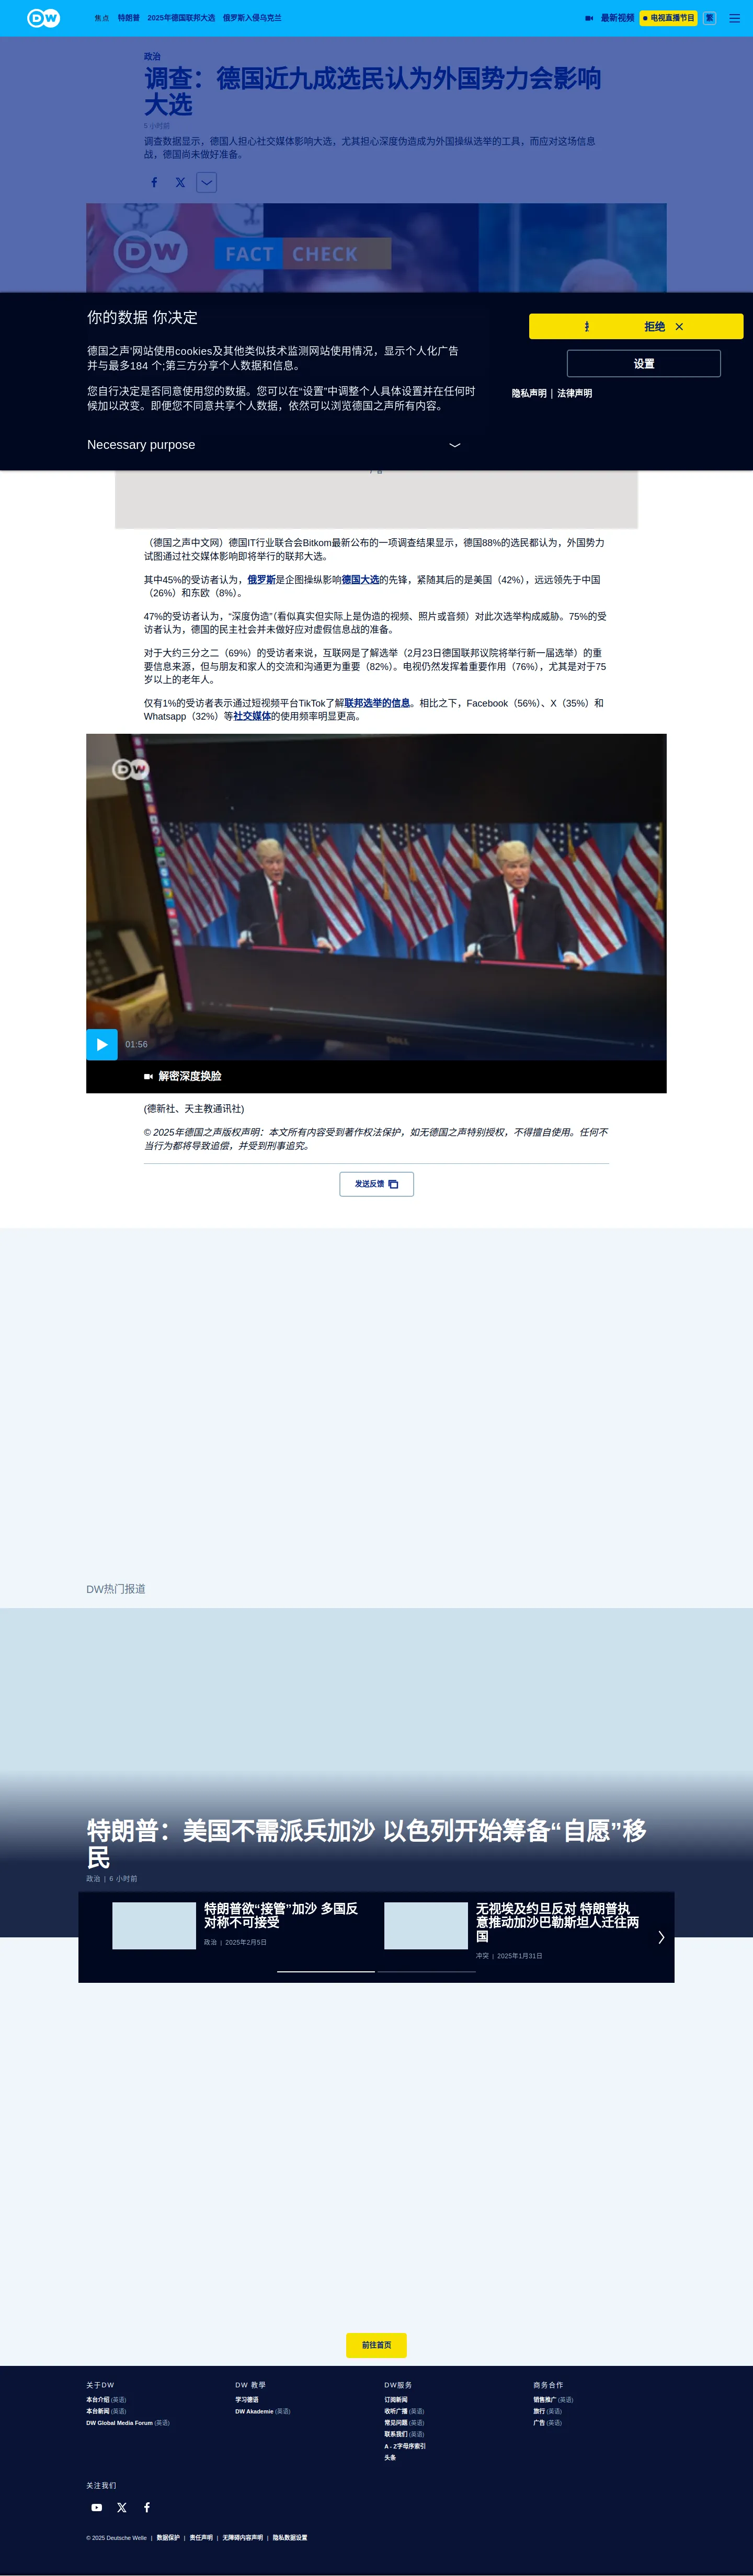 DW
焦点 特朗普 2025年德国联邦大选 俄罗斯入侵乌克兰 最新视频 电视直播节目 繁
政治
调查：德国近九成选民认为外国势力会影响
大选
5 小时前
调查数据显示，德国人担心社交媒体影响大选，尤其担心深度伪造成为外国操纵选举的工具，而应对这场信息
战，德国尚未做好准备。
DW
FACT CHECK
你的数据 你决定
拒绝
德国之声'网站使用cookies及其他类似技术监测网站使用情况，显示个人化广告
并与最多184 个;第三方分享个人数据和信息。
设置
您自行决定是否同意使用您的数据。您可以在“设置”中调整个人具体设置并在任何时
候加以改变。即便您不同意共享个人数据，依然可以浏览德国之声所有内容。
隐私声明 | 法律声明
Necessary purpose
（德国之声中文网）德国IT行业联合会Bitkom最新公布的一项调查结果显示，德国88%的选民都认为，外国势力
试图通过社交媒体影响即将举行的联邦大选。
其中45%的受访者认为，俄罗斯是企图操纵影响德国大选的先锋，紧随其后的是美国（42%），远远领先于中国
（26%）和东欧（8%）。
47%的受访者认为，“深度伪造”（看似真实但实际上是伪造的视频、照片或音频）对此次选举构成威胁。75%的受
访者认为，德国的民主社会并未做好应对虚假信息战的准备。
对于大约三分之二（69%）的受访者来说，互联网是了解选举（2月23日德国联邦议院将举行新一届选举）的重
要信息来源，但与朋友和家人的交流和沟通更为重要（82%）。电视仍然发挥着重要作用（76%），尤其是对于75
岁以上的老年人。
仅有1%的受访者表示通过短视频平台TikTok了解联邦选举的信息。相比之下，Facebook（56%）、X（35%）和
Whatsapp（32%）等社交媒体的使用频率明显更高。
DW
DELL
01:56
解密深度换脸
(德新社、天主教通讯社)
© 2025年德国之声版权声明：本文所有内容受到著作权法保护，如无德国之声特别授权，不得擅自使用。任何不
当行为都将导致追偿，并受到刑事追究。
发送反馈
DW热门报道
特朗普：美国不需派兵加沙 以色列开始筹备“自愿”移
民
政治 | 6 小时前
特朗普欲“接管”加沙 多国反
对称不可接受
政治 | 2025年2月5日
无视埃及约旦反对 特朗普执
意推动加沙巴勒斯坦人迁往两
国
冲突 | 2025年1月31日
前往首页
关于DW
本台介绍 (英语)
本台新闻 (英语)
DW Global Media Forum (英语)
DW 教學
学习德语
DW Akademie (英语)
DW服务
订阅新闻
收听广播 (英语)
常见问题 (英语)
联系我们 (英语)
A - Z字母序索引
头条
商务合作
销售推广 (英语)
旅行 (英语)
广告 (英语)
关注我们
© 2025 Deutsche Welle | 数据保护 | 责任声明 | 无障碍内容声明 | 隐私数据设置